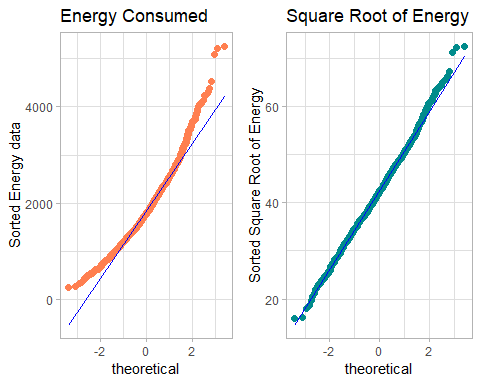 Energy Consumed
Sorted Energy data
4000
2000
0
-2 0 2
theoretical
Square Root of Energy
Sorted Square Root of Energy
60
40
20
-2 0 2
theoretical